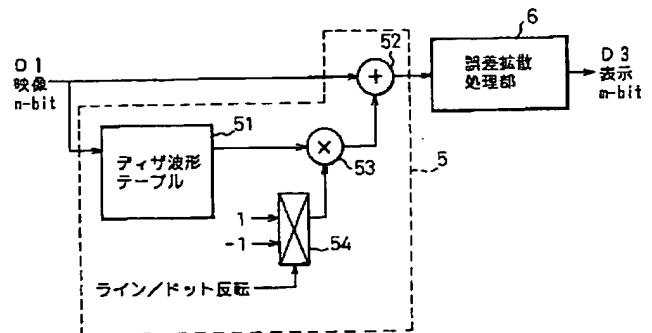 D1
映像
n-bit
52
6
誤差拡散
処理部
D3
表示
m-bit
51
ディザ波形
テーブル
+
×
53
5
1
-1
54
ライン/ドット反転